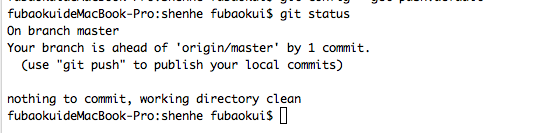 fubaokuideMacBook-Pro:shenhe fubaokui$ git status
On branch master
Your branch is ahead of 'origin/master' by 1 commit.
  (use "git push" to publish your local commits)

nothing to commit, working directory clean
fubaokuideMacBook-Pro:shenhe fubaokui$